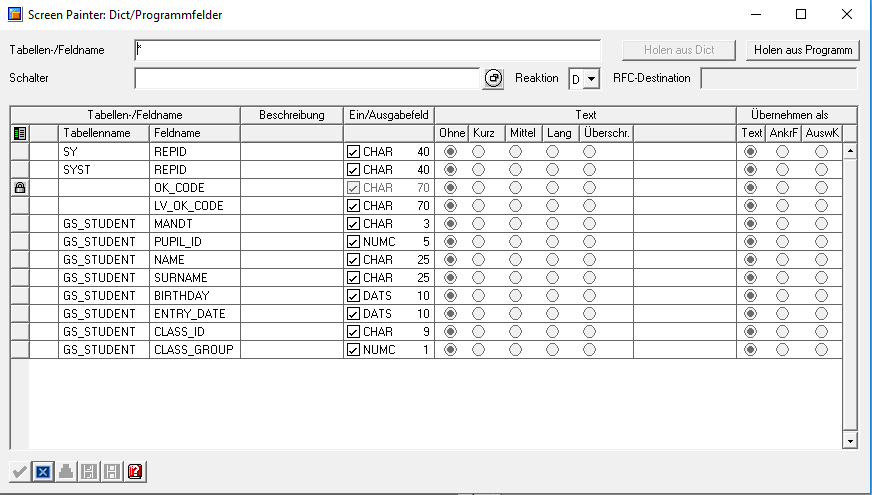 Screen Painter: Dict/Programmfelder
Tabellen-/Feldname * Holen aus Dict Holen aus Programm
Schalter Reaktion D RFC-Destination
Tabellen-/Feldname Beschreibung Ein/Ausgabefeld Text Übernehmen als
Tabellenname Feldname Ohne Kurz Mittel Lang Überschr. Text AnkrF AuswK
SY REPID CHAR 40
SYST REPID CHAR 40
OK_CODE CHAR 70
LV_OK_CODE CHAR 70
GS_STUDENT MANDT CHAR 3
GS_STUDENT PUPIL_ID NUMC 5
GS_STUDENT NAME CHAR 25
GS_STUDENT SURNAME CHAR 25
GS_STUDENT BIRTHDAY DATS 10
GS_STUDENT ENTRY_DATE DATS 10
GS_STUDENT CLASS_ID CHAR 9
GS_STUDENT CLASS_GROUP NUMC 1